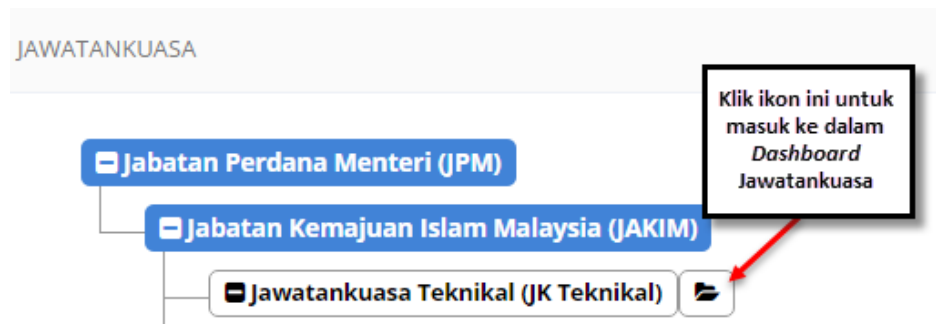 JAWATANKUASA
Klik ikon ini untuk
masuk ke dalam
Dashboard
Jawatankuasa
Jabatan Perdana Menteri (JPM)
Jabatan Kemajuan Islam Malaysia (JAKIM)
Jawatankuasa Teknikal (JK Teknikal)